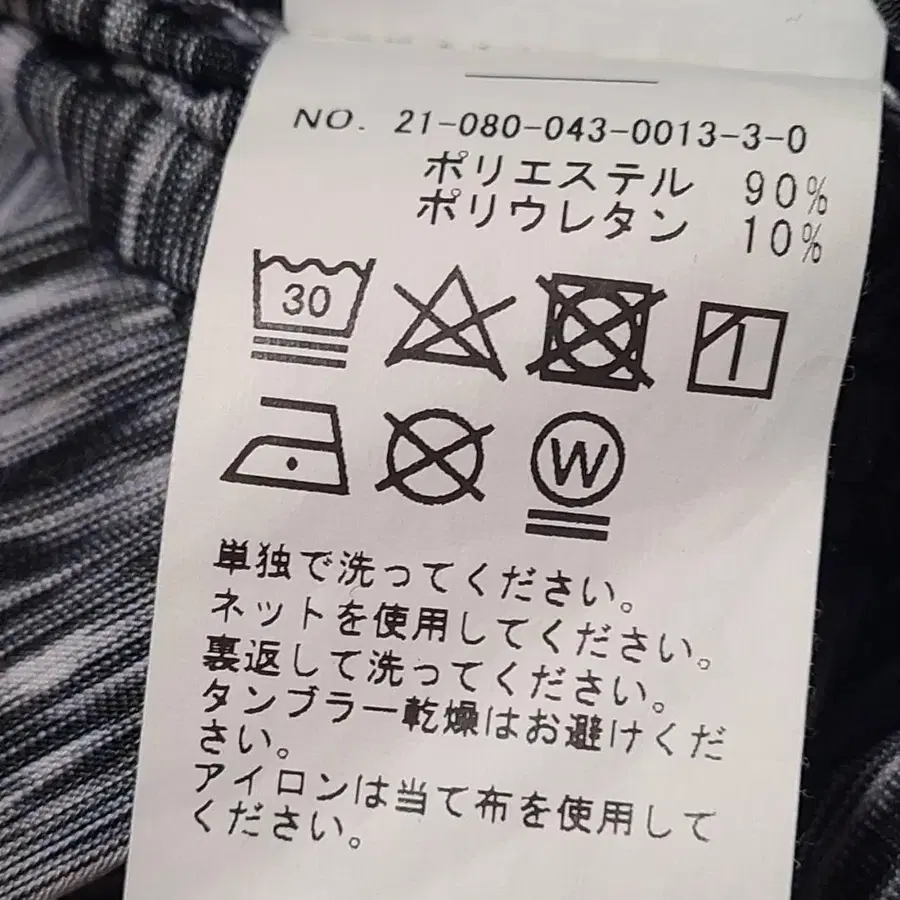 NO. 21-080-043-0013-3-0
ポリエステル 90%
ポリウレタン 10%
30
W
単独で洗ってください。
ネットを使用してください。
裏返して洗ってください。
タンブラー乾燥はお避けくだ
さい。
アイロンは当て布を使用して
ください。